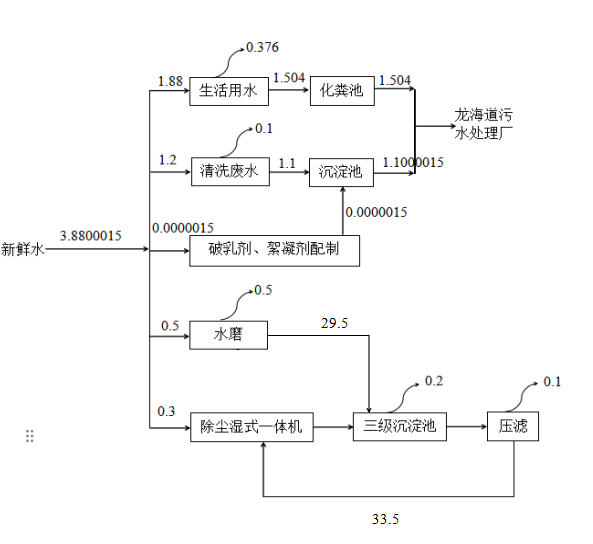 0.376
1.88
生活用水
1.504
化粪池
1.504
龙海道污
水处理厂
0.1
1.2
清洗废水
1.1
沉淀池
1.1000015
0.0000015
新鲜水
3.8800015
0.0000015
破乳剂、絮凝剂配制
0.5
0.5
水磨
29.5
0.3
除尘湿式一体机
0.2
三级沉淀池
0.1
压滤
33.5